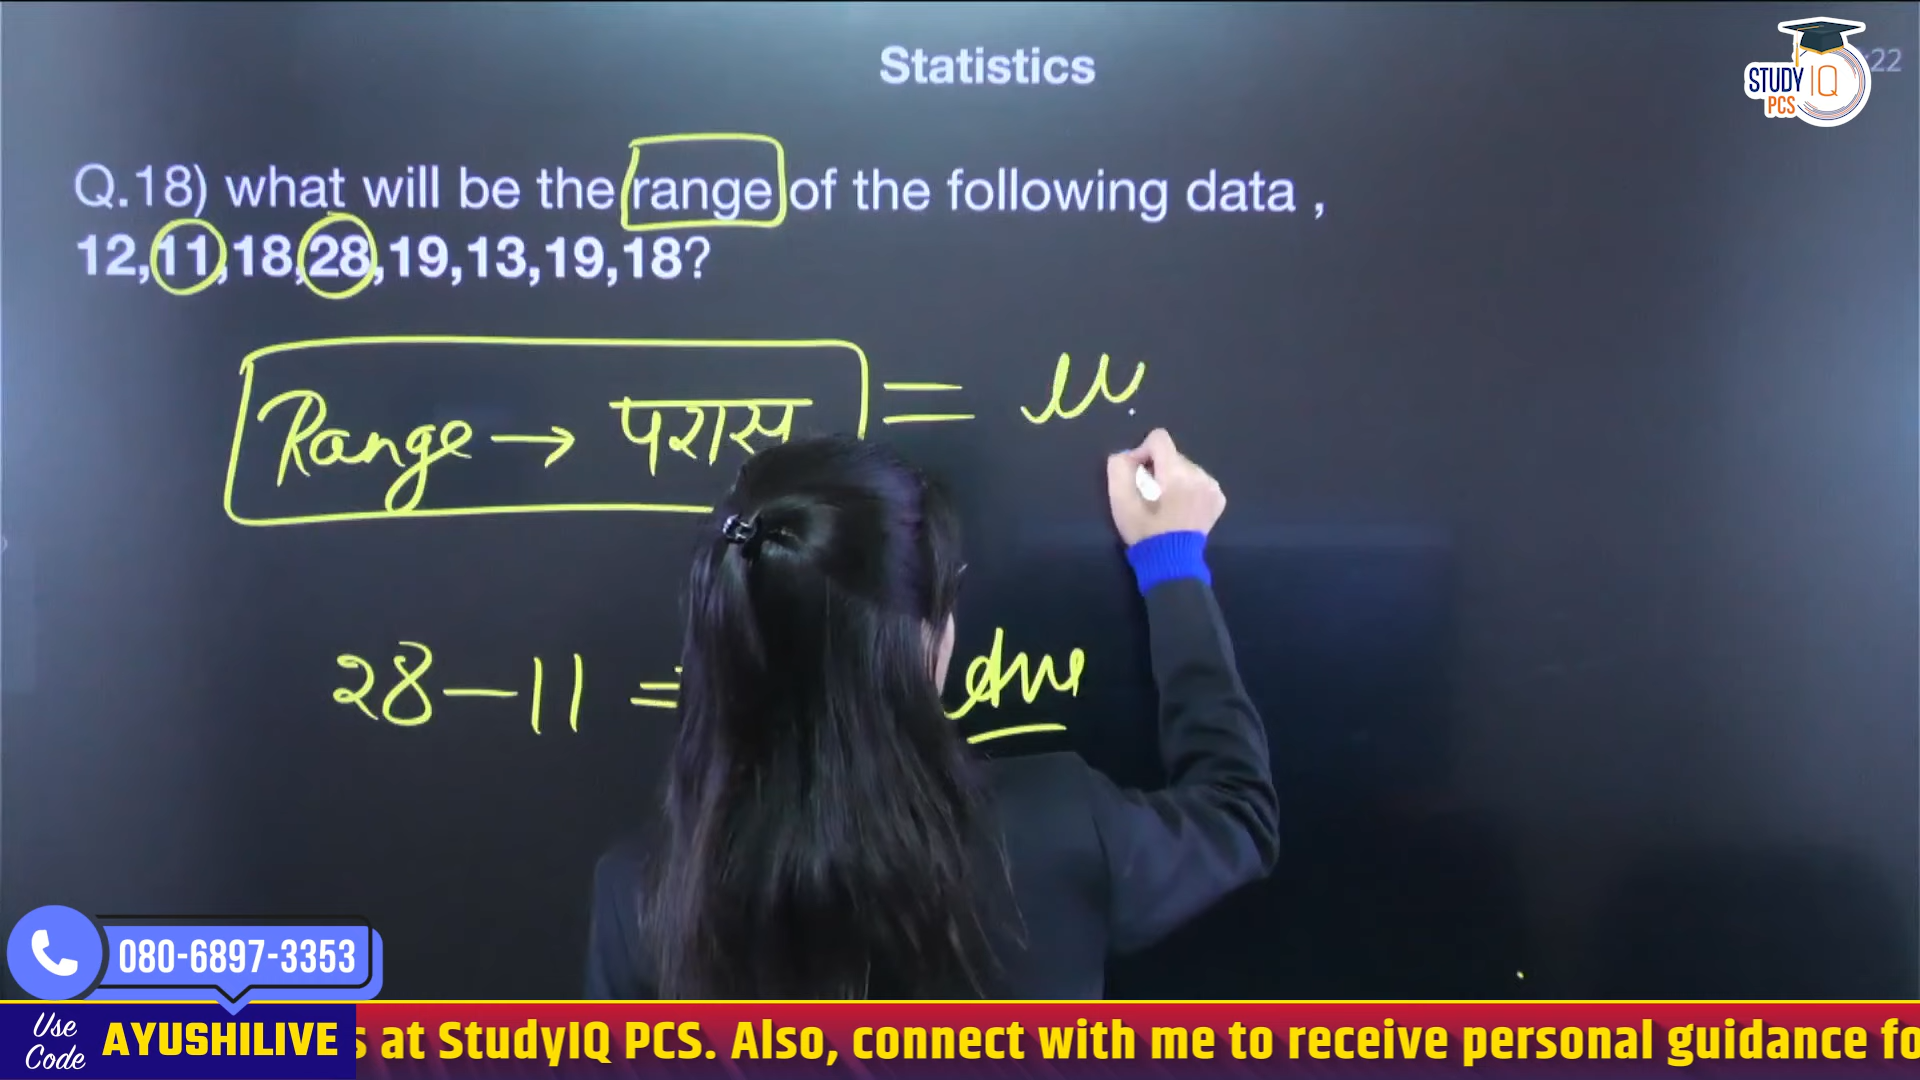 Statistics
STUDY IQ
PCS
:22
Q.18) what will be the range of the following data ,
12,11,18,28,19,13,19,18?
Range → परास =
28-11 =
Ans
080-6897-3353
Use Code AYUSHILIVE
at StudyIQ PCS. Also, connect with me to receive personal guidance fo